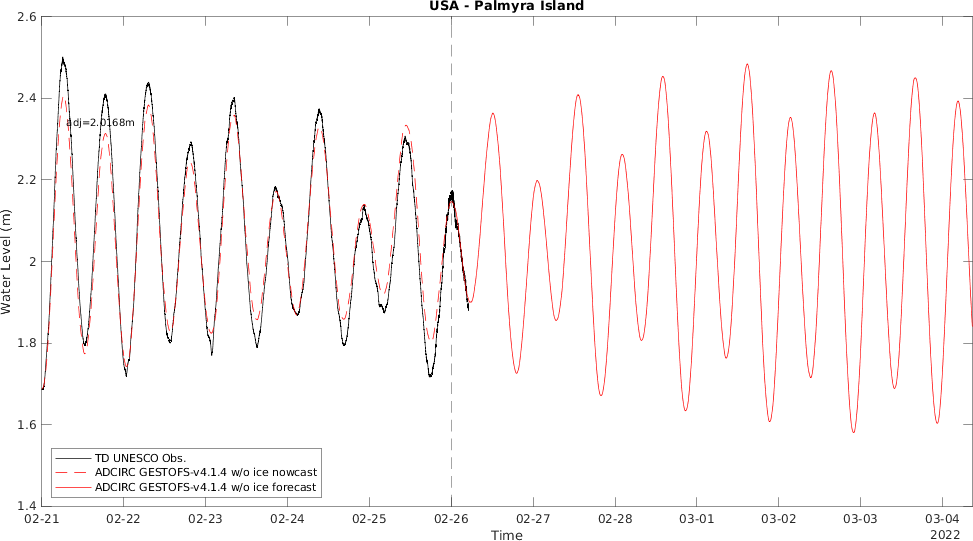 USA - Palmyra Island
2.6
2.4
2.2
2
1.8
1.6
1.4
Water Level (m)
adj=2.0168m
TD UNESCO Obs.
ADCIRC GESTOFS-v4.1.4 w/o ice nowcast
ADCIRC GESTOFS-v4.1.4 w/o ice forecast
02-21 02-22 02-23 02-24 02-25 02-26 02-27 02-28 03-01 03-02 03-03 03-04
2022
Time